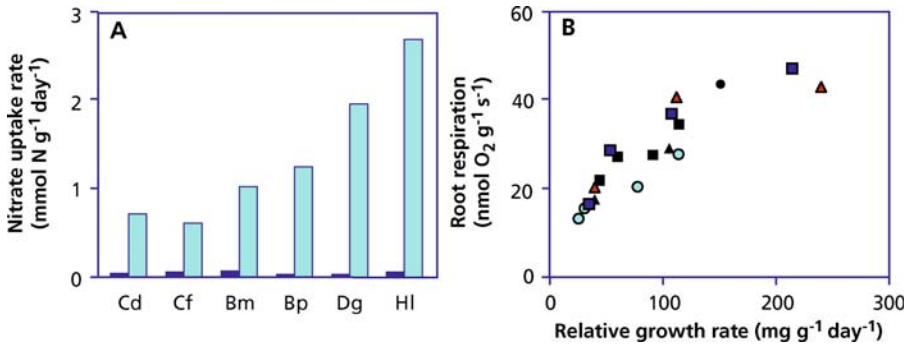 A
Nitrate uptake rate
(mmol N g⁻¹ day⁻¹)
3
2
1
0
Cd Cf Bm Bp Dg Hl
B
Root respiration
(nmol O₂ g⁻¹ s⁻¹)
60
40
20
0
0 100 200 300
Relative growth rate (mg g⁻¹ day⁻¹)